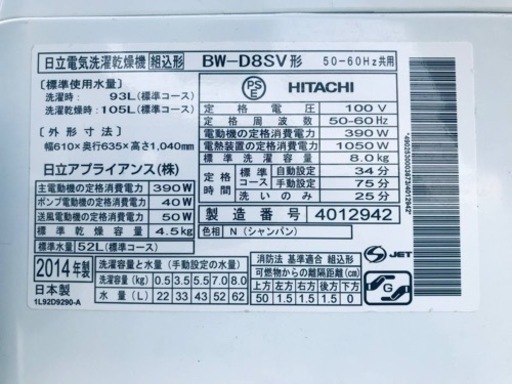 日立電気洗濯乾燥機 組込形 BW-D8SV形 50-60Hz共用
〔標準使用水量〕
洗濯時：93L(標準コース)
洗濯乾燥時：105L(標準コース)
〔外形寸法〕
幅610×奥行635×高さ1,040mm
日立アプライアンス(株)
主電動機の定格消費電力 390W
ポンプ電動機の定格消費電力 40W
送風電動機の定格消費電力 50W
標準乾燥容量 4.5kg
標準水量 52L(標準コース)
PS
E
HITACHI
定格電圧 100V
定格周波数 50-60Hz
電動機の定格消費電力 390W
電熱装置の定格消費電力 1050W
標準洗濯容量 8.0kg
標準コース 自動設定 34分
手動設定 75分
洗いのみ 25分
製造番号 4012942
色相 N（シャンパン）
2014年製
日本製
1L92D9290-A
洗濯容量と水量（手動設定の水量）
洗濯容量(kg) 0.5 3.5 5.5 7.0 8.0
水量(L) 22 33 43 52 62
消防法 基準適合 組込形
可燃物からの離隔距離(cm)
上方 左方 右方 前方 後方 下方
50 1.5 1.5 1.5 1.5 0
S JET
G